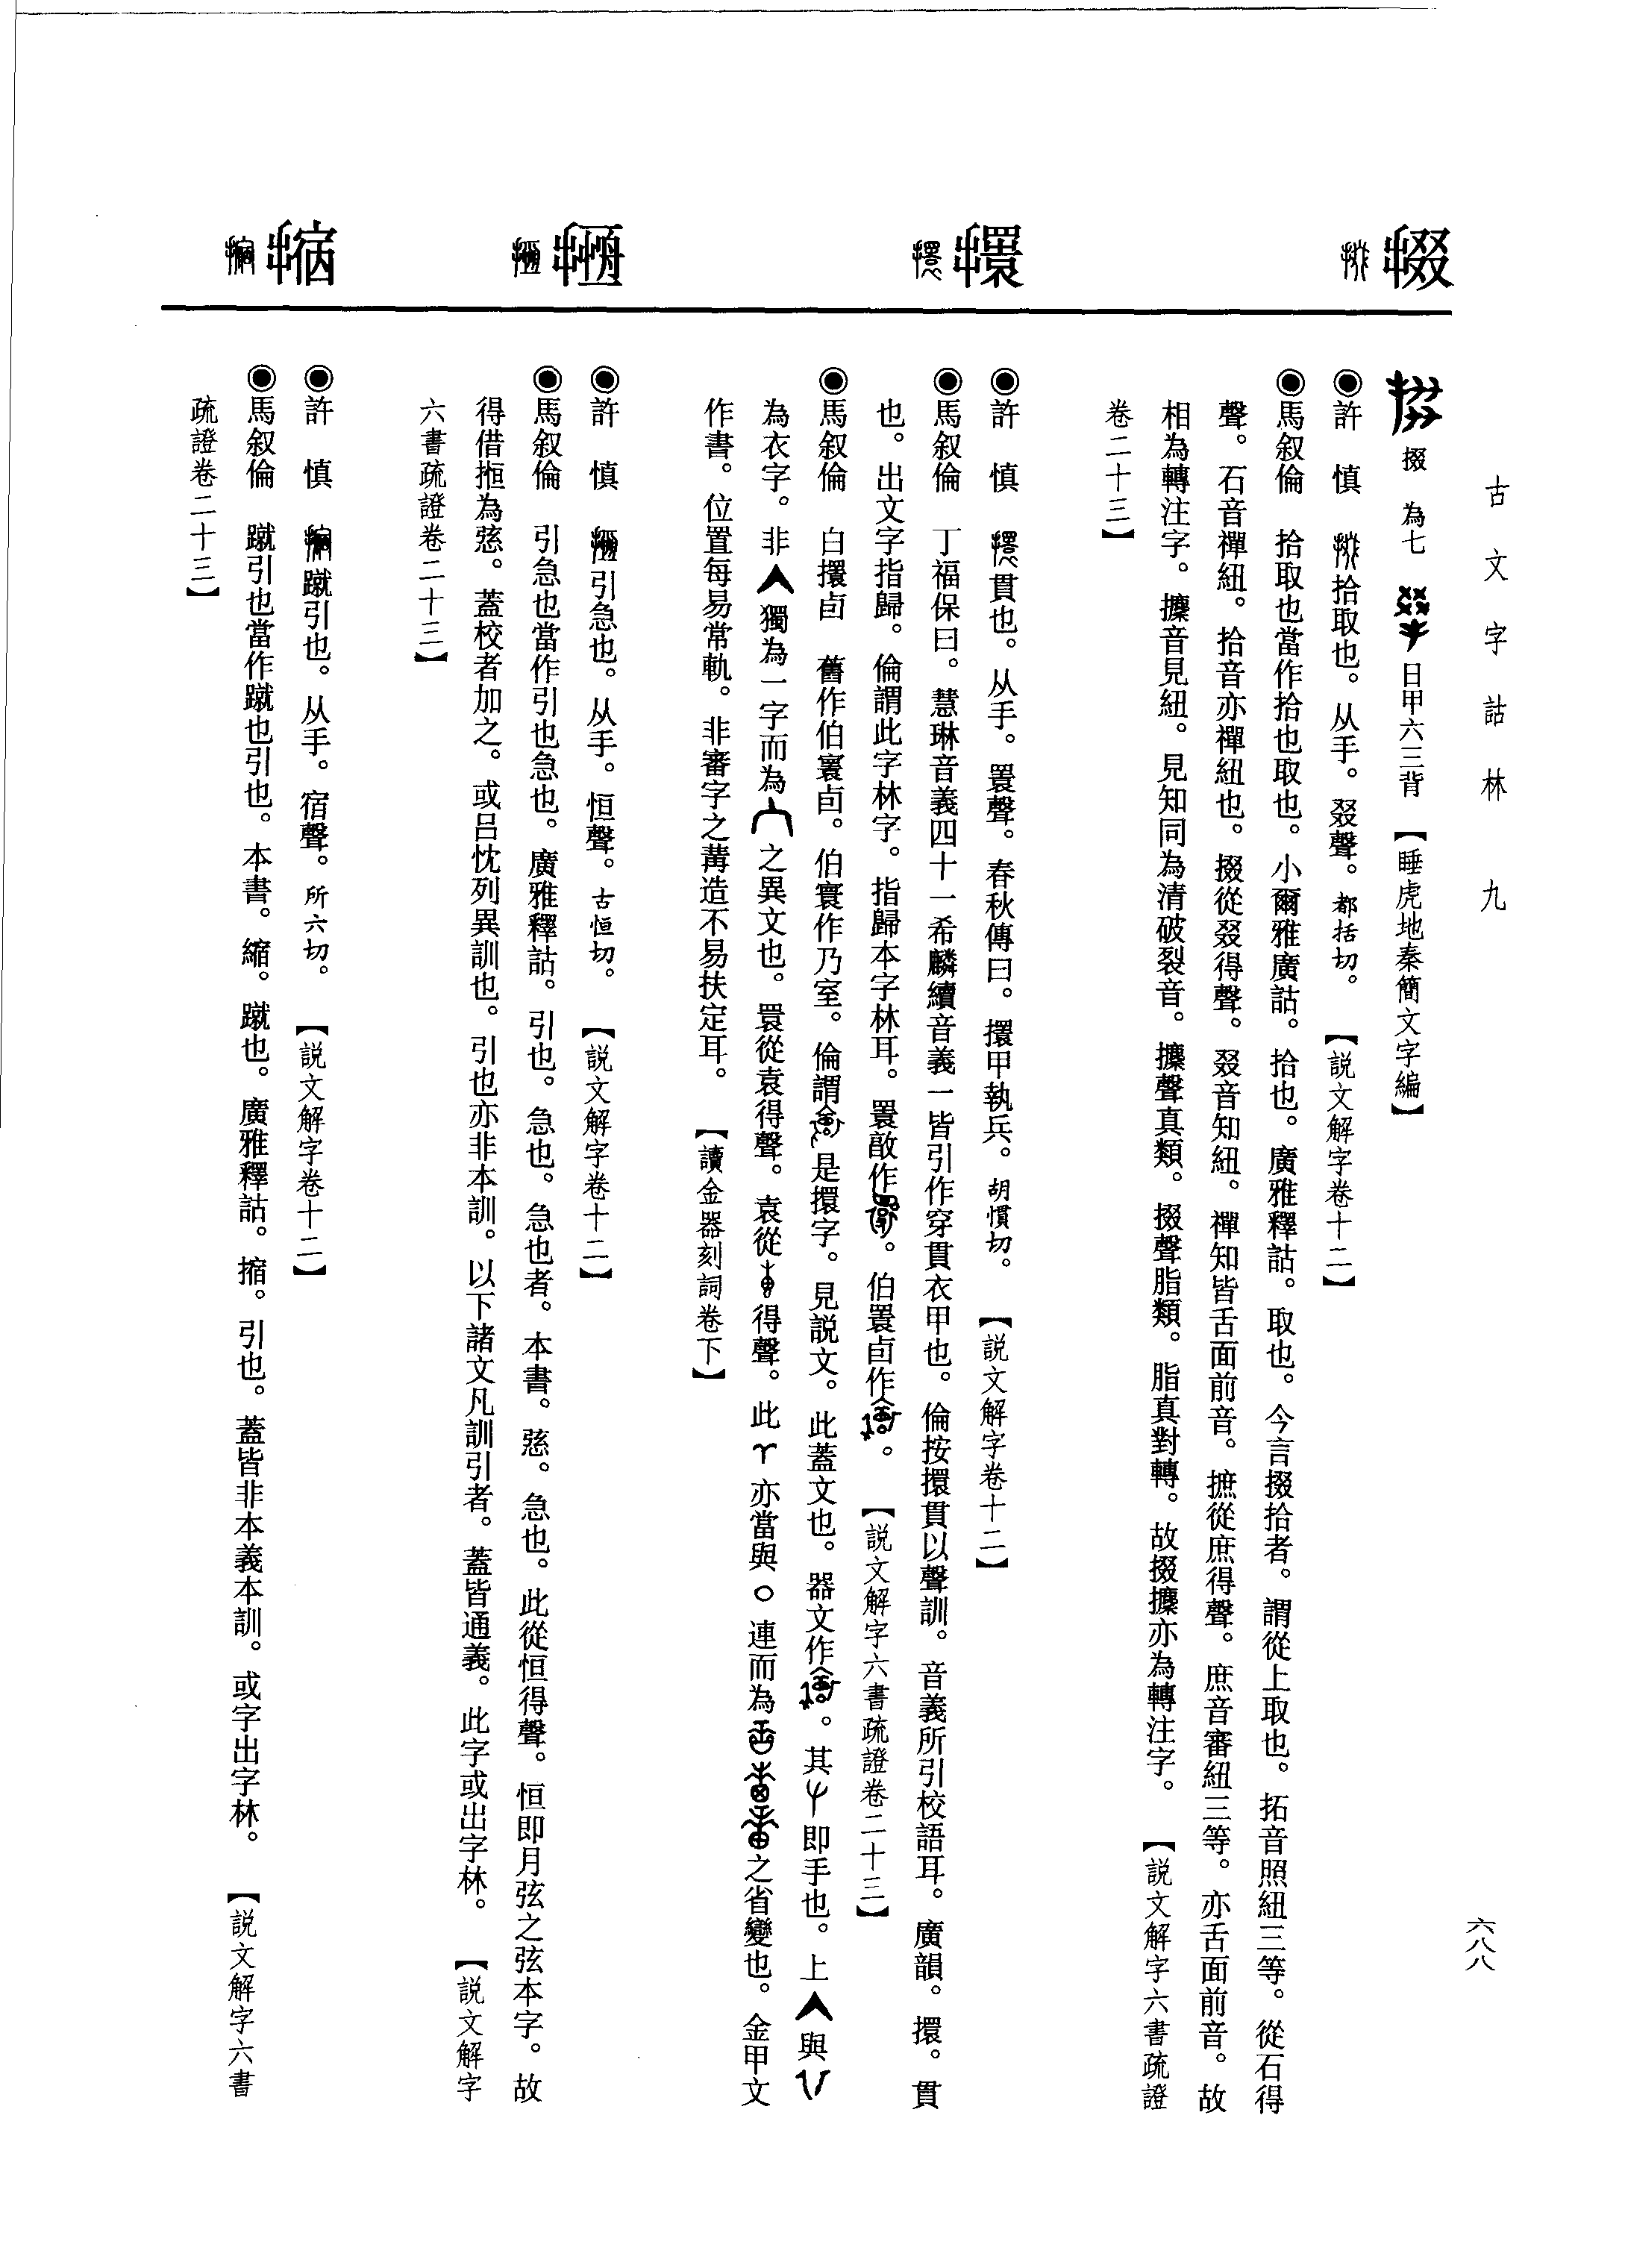 古文字詁林　九
六八八
掇
掇　為七　日甲六三背　【睡虎地秦簡文字編】
◉許　慎　拾取也。从手。叕聲。都括切。　【説文解字卷十二】
◉馬叙倫　拾取也當作拾也取也。小爾雅廣詁。拾也。廣雅釋詁。取也。今言掇拾者。謂從上取也。拓音照紐三等。從石得
聲。石音禪紐。拾音亦禪紐也。掇從叕得聲。叕音知紐。禪知皆舌面前音。摭從庶得聲。庶音審紐三等。亦舌面前音。故
相為轉注字。攈音見紐。見知同為清破裂音。攈聲真類。掇聲脂類。脂真對轉。故掇攈亦為轉注字。　【説文解字六書疏證
卷二十三】
擐
◉許　慎　貫也。从手。睘聲。春秋傳曰。擐甲執兵。胡慣切。　【説文解字卷十二】
◉馬叙倫　丁福保曰。慧琳音義四十一希麟續音義一皆引作穿貫衣甲也。倫按擐貫以聲訓。音義所引校語耳。廣韻。擐。貫
也。出文字指歸。倫謂此字林字。指歸本字林耳。睘敵作。伯睘卣作。　【説文解字六書疏證卷二十三】
◉馬叙倫　白擐卣　舊作伯寰卣。伯寰作乃室。倫謂是擐字。見説文。此蓋文也。器文作。其即手也。上與
為衣字。非獨為一字而為之異文也。睘從袁得聲。袁從得聲。此亦當與連而為之省變也。金甲文
作書。位置每易常軌。非審字之冓造不易扶定耳。　【讀金器刻詞卷下】
㨴
◉許　慎　引急也。从手。恒聲。古恒切。　【説文解字卷十二】
◉馬叙倫　引急也當作引也急也。廣雅釋詁。引也。急也。急也者。本書。㮓。急也。此從恒得聲。恒即月弦之弦本字。故
得借為。蓋校者加之。或呂忱列異訓也。引也亦非本訓。以下諸文凡訓引者。蓋皆通義。此字或出字林。　【説文解字
六書疏證卷二十三】
摍
◉許　慎　蹴引也。从手。宿聲。所六切。　【説文解字卷十二】
◉馬叙倫　蹴引也當作蹴也引也。本書。縮。蹴也。廣雅釋詁。摍。引也。蓋皆非本義本訓。或字出字林。　【説文解字六書
疏證卷二十三】